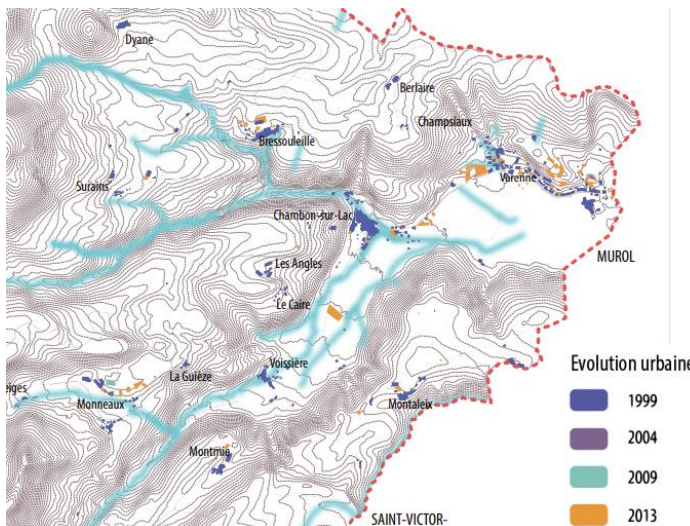 Dyane
Berlaire
Champsiaux
Bressouleille
Varenne
Surains
Chambon-sur-Lac
MUROL
Les Angles
Le Caire
Evolution urbaine
eiges
La Guièze
Voissière
1999
Monneaux
Montaleix
2004
Montmie
2009
SAINT-VICTOR-
2013